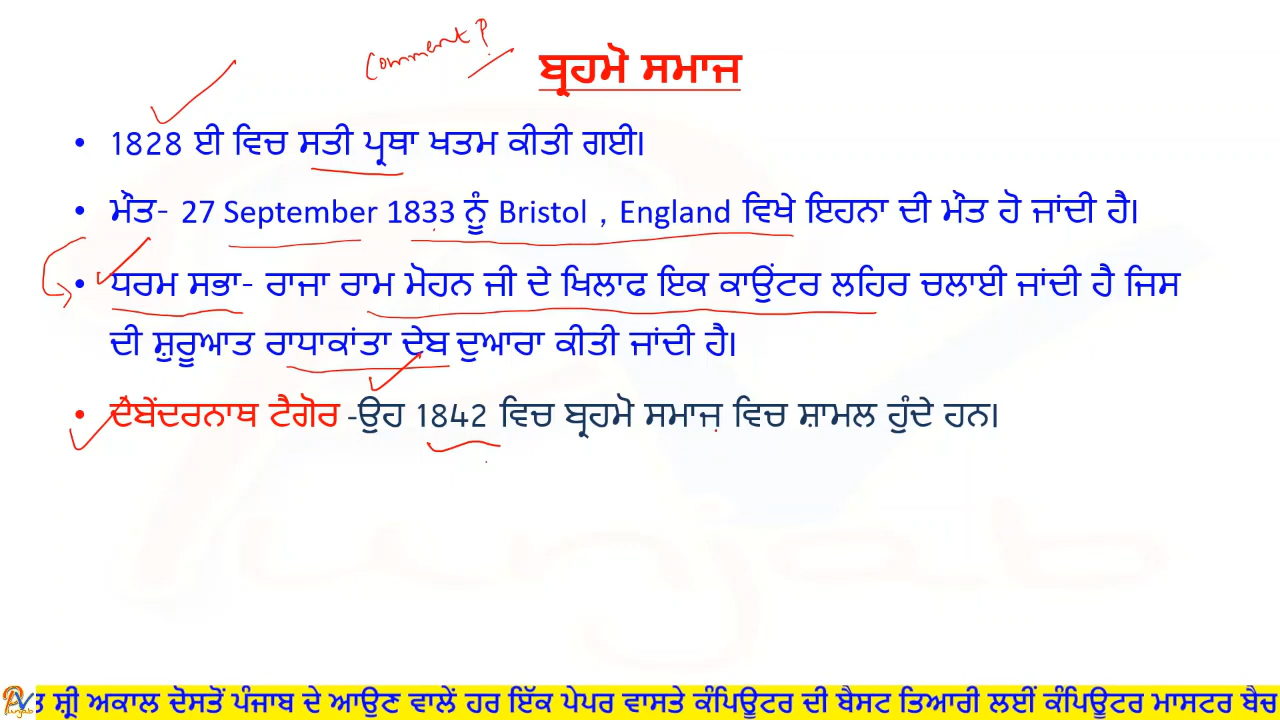 Comment ?
ਬ੍ਰਹਮੋ ਸਮਾਜ
• 1828 ਈ ਵਿਚ ਸਤੀ ਪ੍ਰਥਾ ਖਤਮ ਕੀਤੀ ਗਈ।
• ਮੌਤ- 27 September 1833 ਨੂੰ Bristol , England ਵਿਖੇ ਇਹਨਾ ਦੀ ਮੌਤ ਹੋ ਜਾਂਦੀ ਹੈ।
• ਧਰਮ ਸਭਾ- ਰਾਜਾ ਰਾਮ ਮੋਹਨ ਜੀ ਦੇ ਖਿਲਾਫ ਇਕ ਕਾਉਂਟਰ ਲਹਿਰ ਚਲਾਈ ਜਾਂਦੀ ਹੈ ਜਿਸ
ਦੀ ਸ਼ੁਰੂਆਤ ਰਾਧਾਕਾਂਤਾ ਦੇਬ ਦੁਆਰਾ ਕੀਤੀ ਜਾਂਦੀ ਹੈ।
• ਦੇਬੇਂਦਰਨਾਥ ਟੈਗੋਰ -ਉਹ 1842 ਵਿਚ ਬ੍ਰਹਮੋ ਸਮਾਜ ਵਿਚ ਸ਼ਾਮਲ ਹੁੰਦੇ ਹਨ।
Punjab
ਸ਼੍ਰੀ ਅਕਾਲ ਦੋਸਤੋਂ ਪੰਜਾਬ ਦੇ ਆਉਣ ਵਾਲੇਂ ਹਰ ਇੱਕ ਪੇਪਰ ਵਾਸਤੇ ਕੰਪਿਊਟਰ ਦੀ ਬੈਸਟ ਤਿਆਰੀ ਲਈਂ ਕੰਪਿਊਟਰ ਮਾਸਟਰ ਬੈਚ